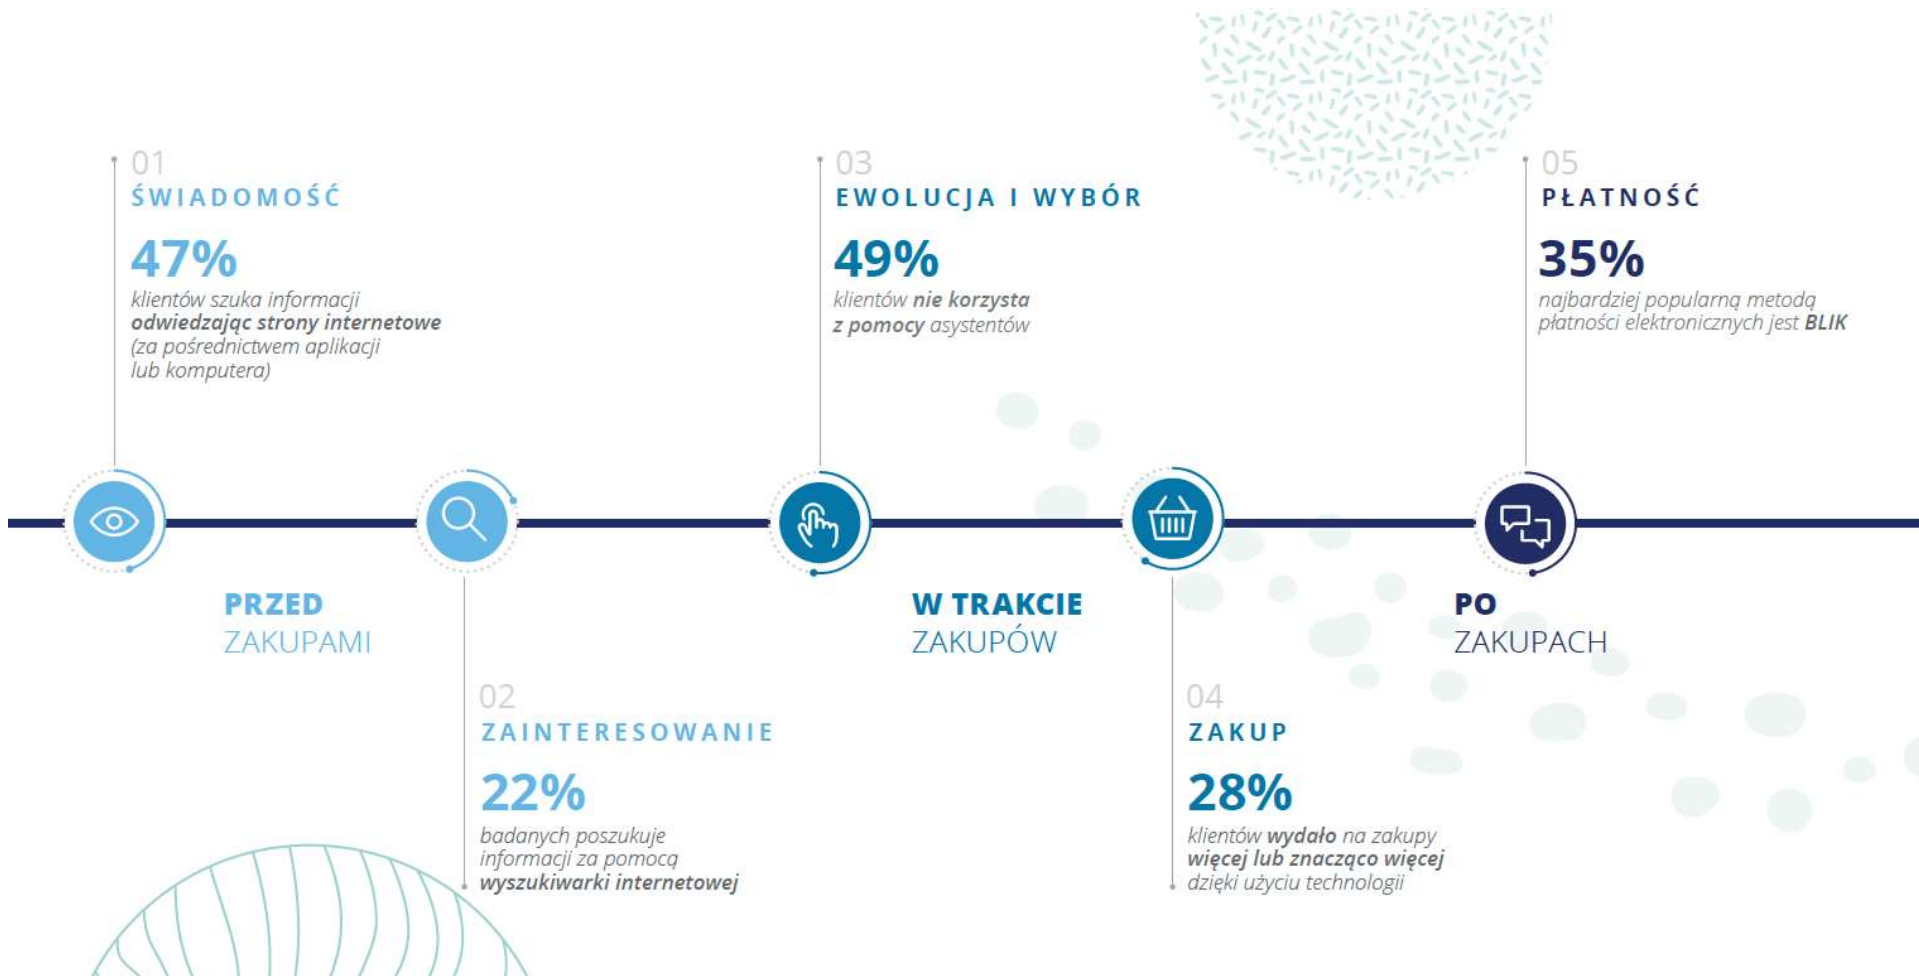 01
ŚWIADOMOŚĆ
47%
klientów szuka informacji
odwiedzając strony internetowe
(za pośrednictwem aplikacji
lub komputera)
03
EWOLUCJA I WYBÓR
49%
klientów nie korzysta
z pomocy asystentów
05
PŁATNOŚĆ
35%
najbardziej popularną metodą
płatności elektronicznych jest BLIK
PRZED
ZAKUPAMI
W TRAKCIE
ZAKUPÓW
PO
ZAKUPACH
02
ZAINTERESOWANIE
22%
badanych poszukuje
informacji za pomocą
wyszukiwarki internetowej
04
ZAKUP
28%
klientów wydało na zakupy
więcej lub znacząco więcej
dzięki użyciu technologii